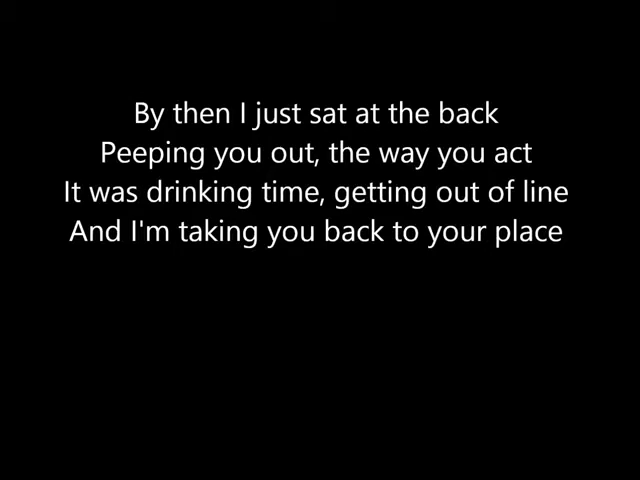 By then I just sat at the back
Peeping you out, the way you act
It was drinking time, getting out of line
And I'm taking you back to your place